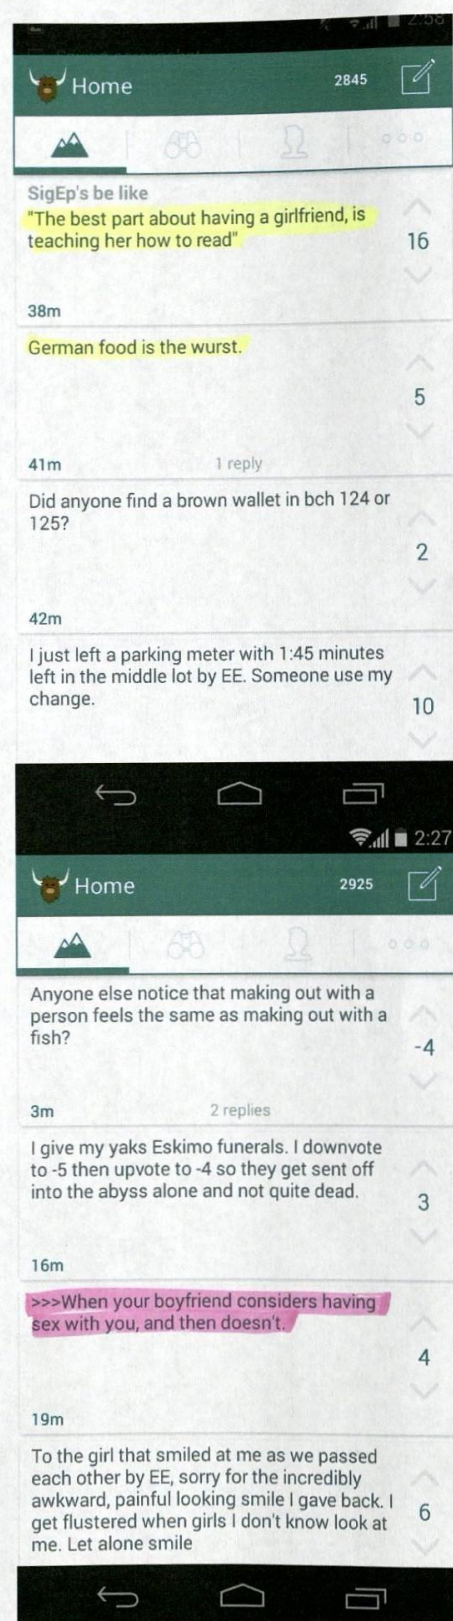 2:58
Home 2845
SigEp's be like
"The best part about having a girlfriend, is
teaching her how to read"
16
38m
German food is the wurst.
5
41m 1 reply
Did anyone find a brown wallet in bch 124 or
125?
2
42m
I just left a parking meter with 1:45 minutes
left in the middle lot by EE. Someone use my
change.
10
2:27
Home 2925
Anyone else notice that making out with a
person feels the same as making out with a
fish?
-4
3m 2 replies
I give my yaks Eskimo funerals. I downvote
to -5 then upvote to -4 so they get sent off
into the abyss alone and not quite dead.
3
16m
>>>When your boyfriend considers having
sex with you, and then doesn't.
4
19m
To the girl that smiled at me as we passed
each other by EE, sorry for the incredibly
awkward, painful looking smile I gave back. I
get flustered when girls I don't know look at
me. Let alone smile
6